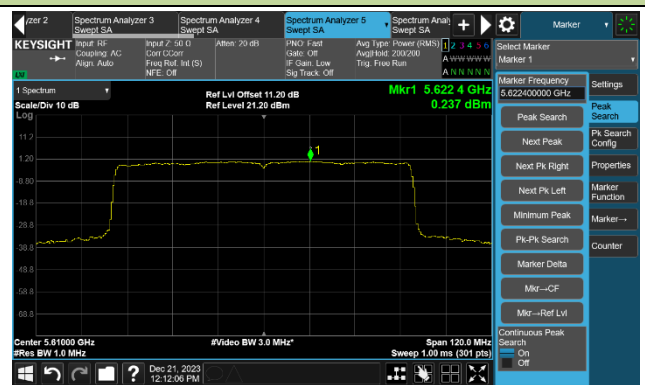 yzer 2
Spectrum Analyzer 3
Swept SA
Spectrum Analyzer 4
Swept SA
Spectrum Analyzer 5
Swept SA
Spectrum Analy
Swept SA
Marker
KEYSIGHT
Input: RF
Coupling: AC
Align: Auto
Input Z: 50 Ω
Corr CCorr
Freq Ref: Int (S)
NFE: Off
Atten: 20 dB
PNO: Fast
Gate: Off
IF Gain: Low
Sig Track: Off
Avg Type: Power (RMS)
Avg|Hold: 200/200
Trig: Free Run
1 2 3 4 5 6
A W W W W W
A N N N N N
Select Marker
Marker 1
1 Spectrum
Scale/Div 10 dB
Log
Ref Lvl Offset 11.20 dB
Ref Level 21.20 dBm
Mkr1 5.622 4 GHz
0.237 dBm
11.2
1.20
-8.80
-18.8
-28.8
-38.8
-48.8
-58.8
-68.8
1
Center 5.61000 GHz
#Res BW 1.0 MHz
#Video BW 3.0 MHz*
Span 120.0 MHz
Sweep 1.00 ms (301 pts)
Marker Frequency
5.622400000 GHz
Peak Search
Next Peak
Next Pk Right
Next Pk Left
Minimum Peak
Pk-Pk Search
Marker Delta
Mkr→CF
Mkr→Ref Lvl
Continuous Peak
Search
On
Off
Settings
Peak
Search
Pk Search
Config
Properties
Marker
Function
Marker→
Counter
Dec 21, 2023
12:12:06 PM